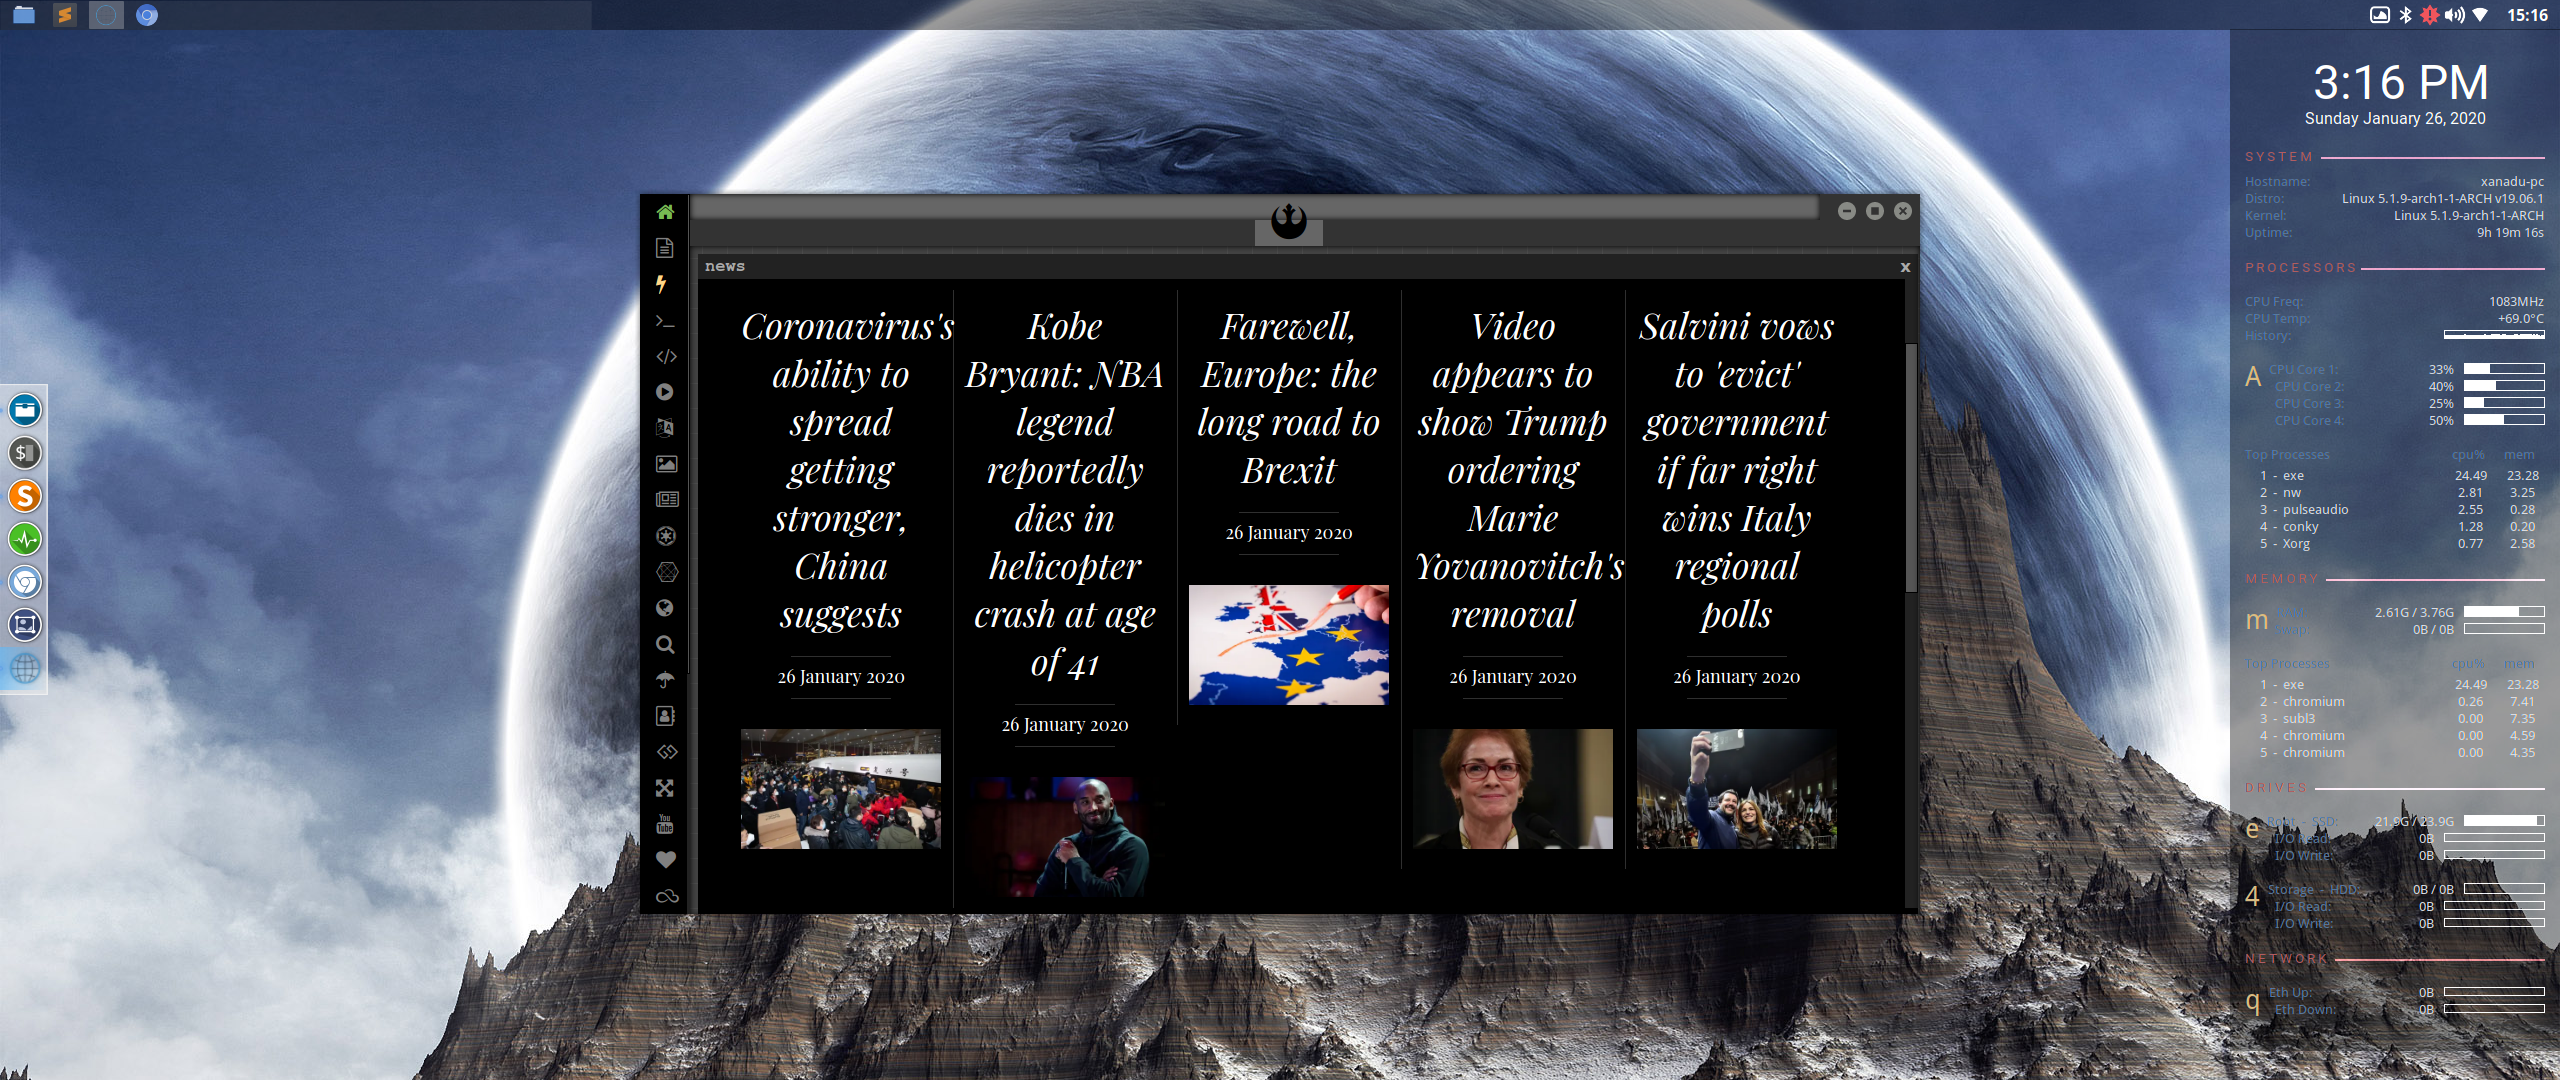 15:16
3:16 PM
Sunday January 26, 2020
SYSTEM
Hostname: xanadu-pc
Distro: Linux 5.1.9-arch1-1-ARCH v19.06.1
Kernel: Linux 5.1.9-arch1-1-ARCH
Uptime: 9h 19m 16s
PROCESSORS
CPU Freq: 1083MHz
CPU Temp: +69.0°C
History:
A CPU Core 1: 33%
CPU Core 2: 40%
CPU Core 3: 25%
CPU Core 4: 50%
Top Processes cpu% mem
1 - exe 24.49 23.28
2 - nw 2.81 3.25
3 - pulseaudio 2.55 0.28
4 - conky 1.28 0.20
5 - Xorg 0.77 2.58
MEMORY
m 2.61G / 3.76G
0B / 0B
Top Processes cpu% mem
1 - exe 24.49 23.28
2 - chromium 0.26 7.41
3 - subl3 0.00 7.35
4 - chromium 0.00 4.59
5 - chromium 0.00 4.35
DRIVES
e Root - SSD: 21.9G / 23.9G
I/O Read: 0B
I/O Write: 0B
4 Storage - HDD: 0B / 0B
I/O Read: 0B
I/O Write: 0B
NETWORK
q Eth Up: 0B
Eth Down: 0B
news x
Coronavirus's
ability to
spread
getting
stronger,
China
suggests
26 January 2020
Kobe
Bryant: NBA
legend
reportedly
dies in
helicopter
crash at age
of 41
26 January 2020
Farewell,
Europe: the
long road to
Brexit
26 January 2020
Video
appears to
show Trump
ordering
Marie
Yovanovitch's
removal
26 January 2020
Salvini vows
to 'evict'
government
if far right
wins Italy
regional
polls
26 January 2020
You
Tube